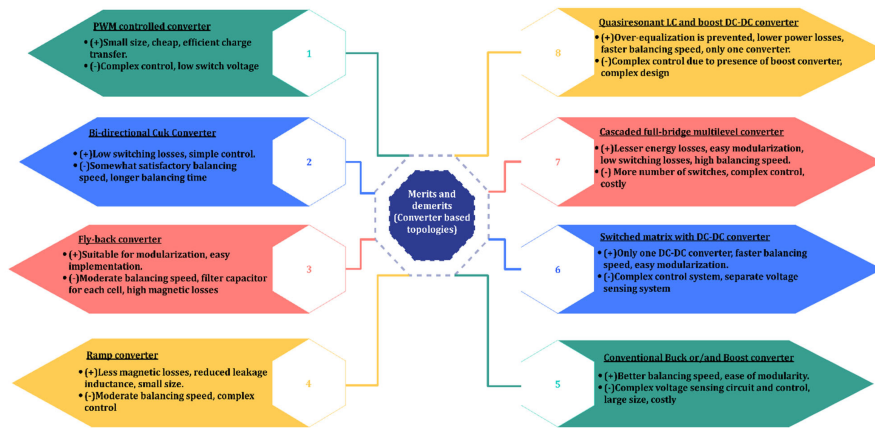 PWM controlled converter
• (+)Small size, cheap, efficient charge
transfer.
• (-)Complex control, low switch voltage
1
Bi-directional Cuk Converter
• (+)Low switching losses, simple control.
• (-)Somewhat satisfactory balancing
speed, longer balancing time
2
Fly-back converter
• (+)Suitable for modularization, easy
implementation.
• (-)Moderate balancing speed, filter capacitor
for each cell, high magnetic losses
3
Ramp converter
• (+)Less magnetic losses, reduced leakage
inductance, small size.
• (-)Moderate balancing speed, complex
control
4
Merits and
demerits
(Converter based
topologies)
Quasiresonant LC and boost DC-DC converter
• (+)Over-equalization is prevented, lower power losses,
faster balancing speed, only one converter.
• (-)Complex control due to presence of boost converter,
complex design
8
Cascaded full-bridge multilevel converter
• (+)Lesser energy losses, easy modularization,
low switching losses, high balancing speed.
• (-) More number of switches, complex control,
costly
7
Switched matrix with DC-DC converter
• (+)Only one DC-DC converter, faster balancing
speed, easy modularization.
• (-)Complex control system, separate voltage
sensing system
6
Conventional Buck or/and Boost converter
• (+)Better balancing speed, ease of modularity.
• (-)Complex voltage sensing circuit and control,
large size, costly
5